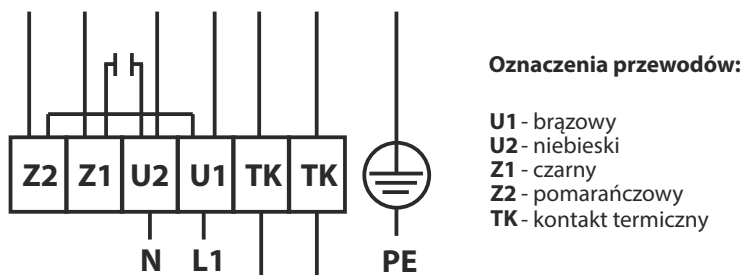 Oznaczenia przewodów:
U1 - brązowy
U2 - niebieski
Z1 - czarny
Z2 - pomarańczowy
TK - kontakt termiczny
Z2 Z1 U2 U1 TK TK
N L1 PE